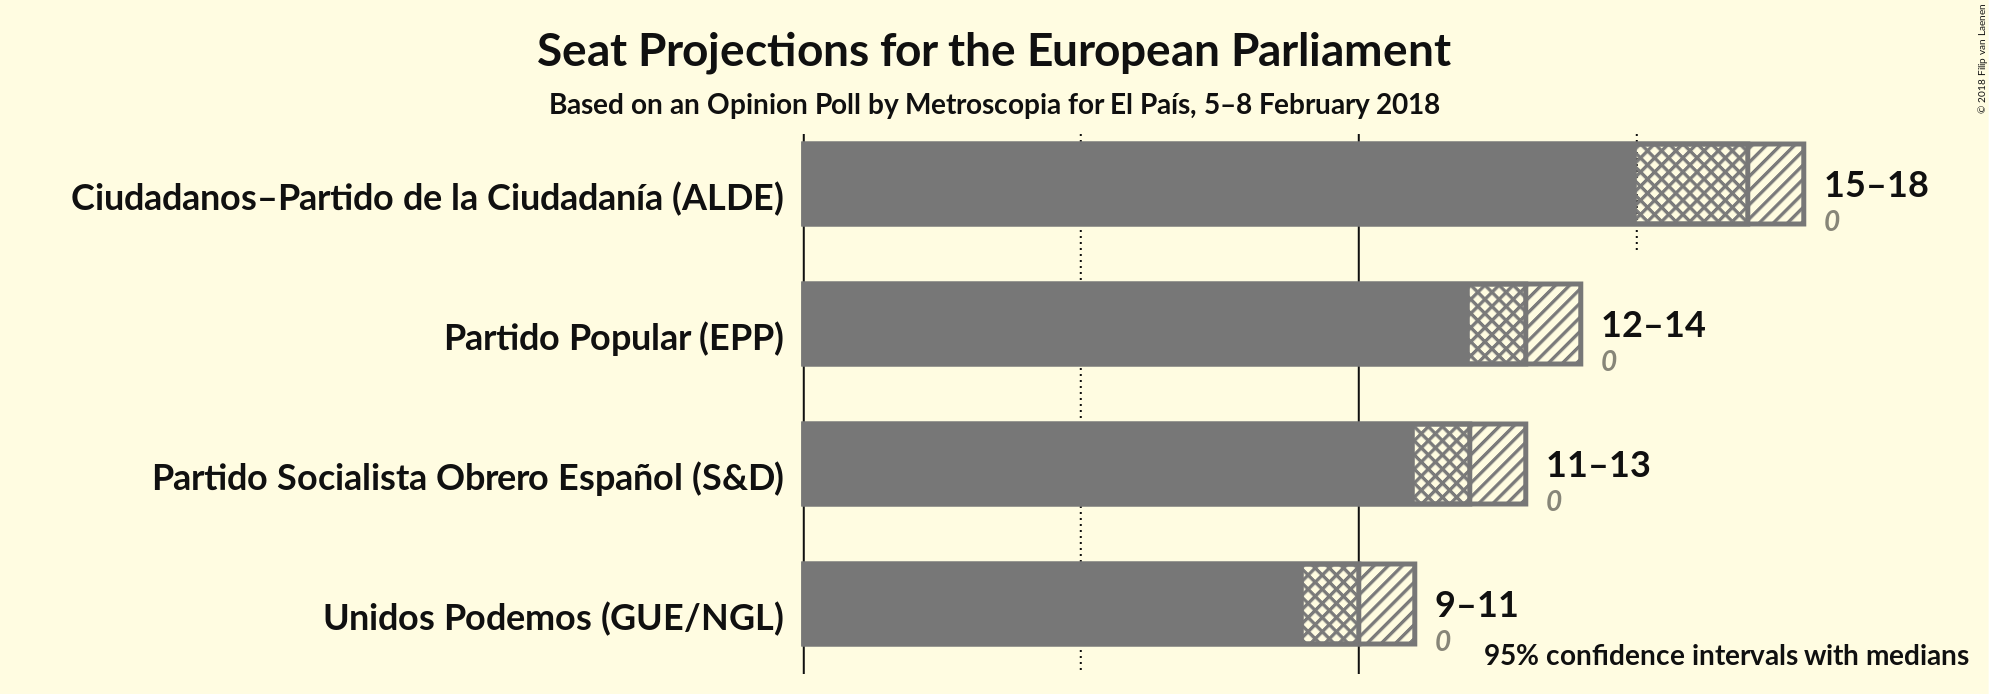 Seat Projections for the European Parliament
Based on an Opinion Poll by Metroscopia for El País, 5–8 February 2018
© 2018 Filip van Laenen
Ciudadanos–Partido de la Ciudadanía (ALDE)
15–18
0
Partido Popular (EPP)
12–14
0
Partido Socialista Obrero Español (S&D)
11–13
0
Unidos Podemos (GUE/NGL)
9–11
0
95% confidence intervals with medians